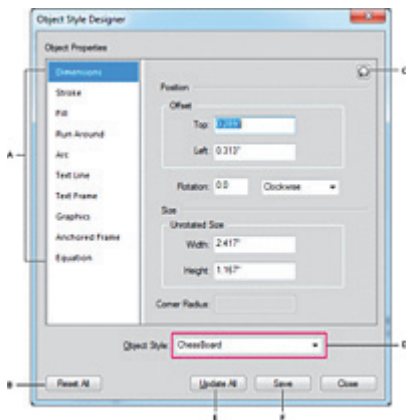 Object Style Designer
Object Properties
Dimensions
Stroke
Fill
Run Around
Arc
Text Line
Text Frame
Graphics
Anchored Frame
Equation
A
C
Position
Offset
Top:
Left: 0.313"
Rotation: 0.0 Clockwise
Size
Unrotated Size
Width: 2.417"
Height: 1.167"
Corner Radius:
Object Style: ChessBoard
B
Reset All Update All Save Close
F